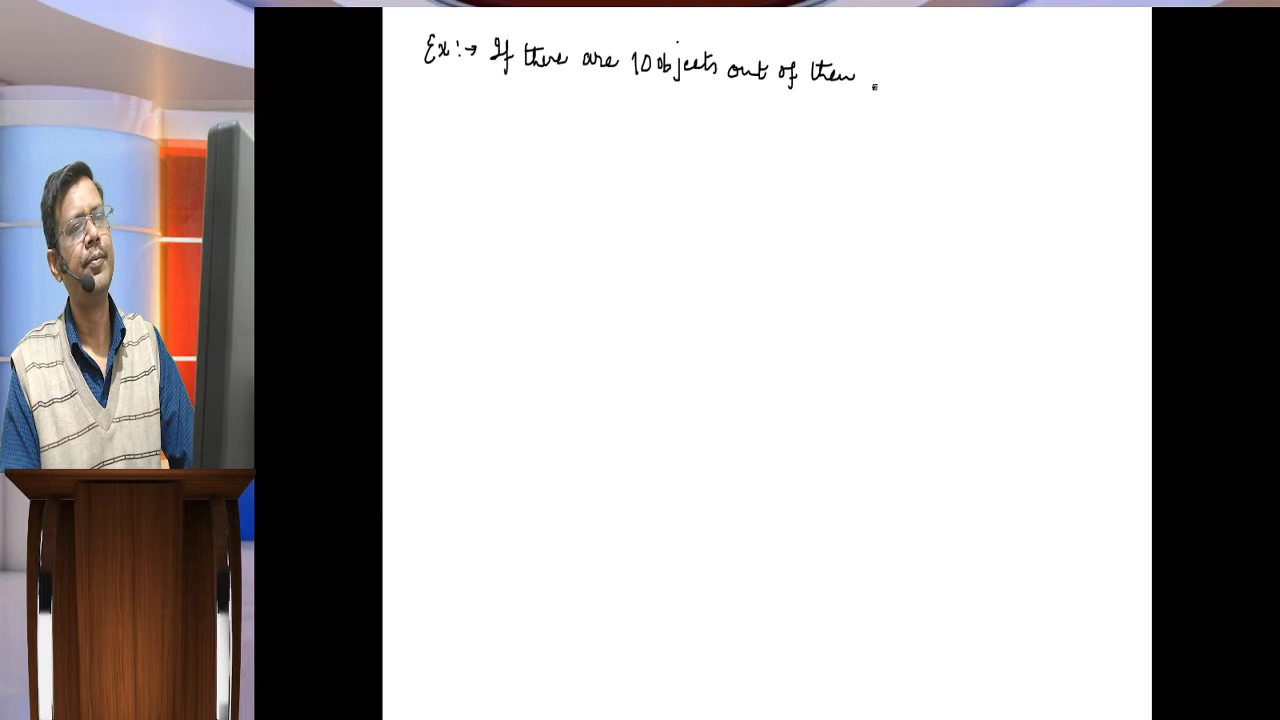 Ex:→ If there are 10 objects out of them